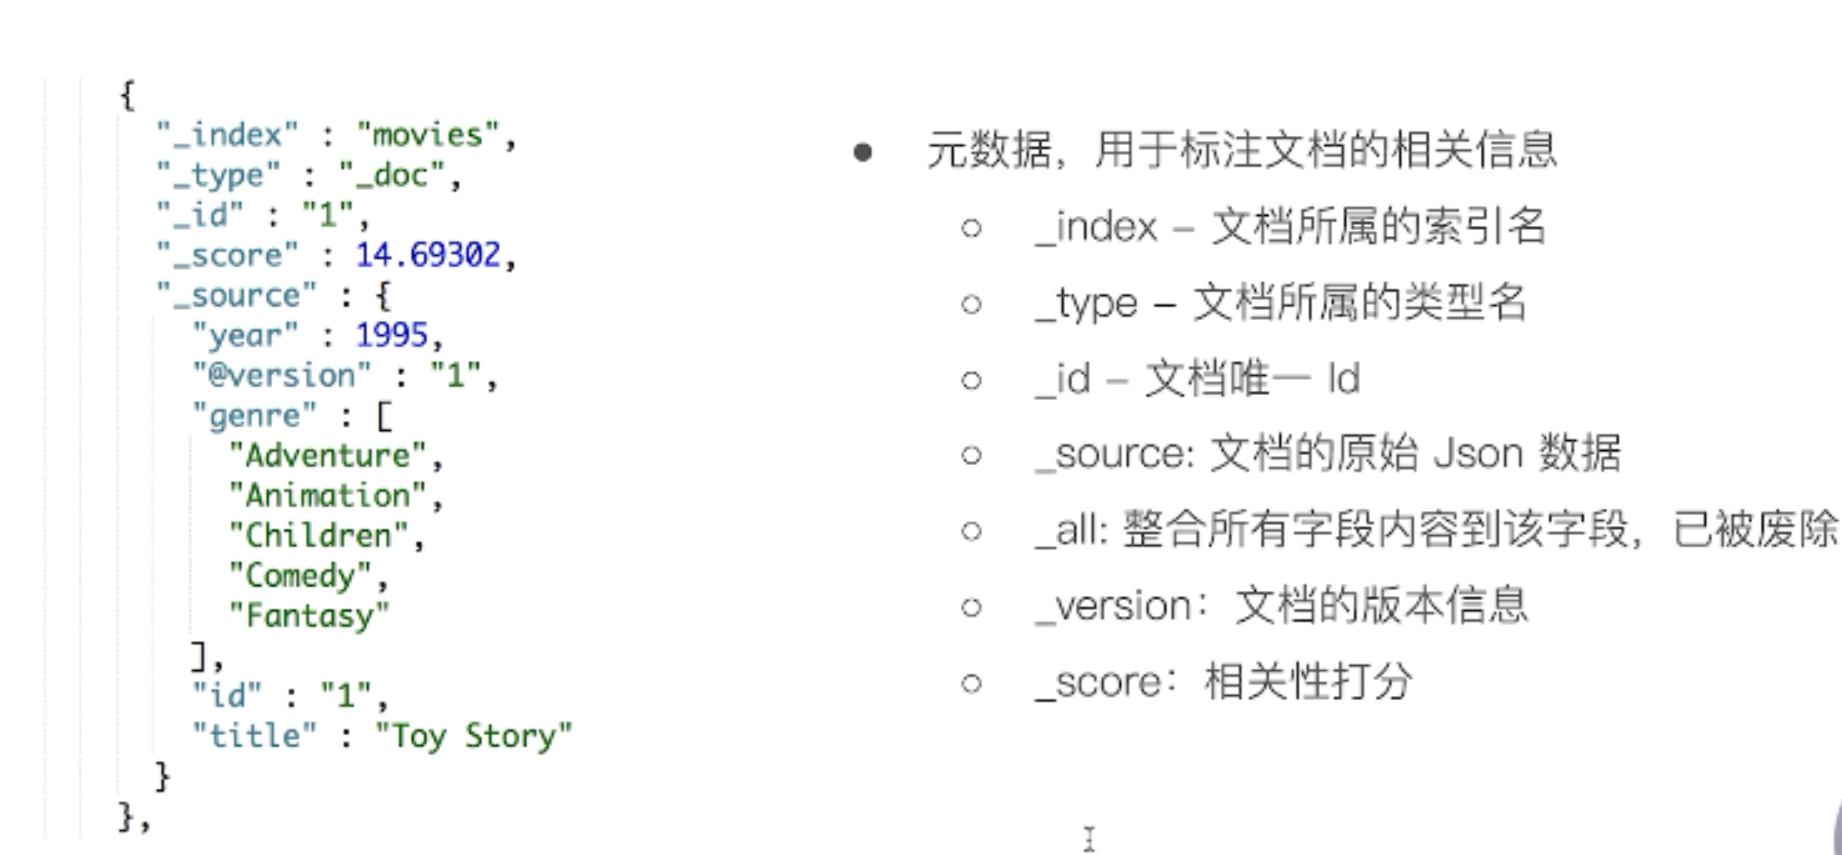 {
"_index" : "movies",
"_type" : "_doc",
"_id" : "1",
"_score" : 14.69302,
"_source" : {
"year" : 1995,
"@version" : "1",
"genre" : [
"Adventure",
"Animation",
"Children",
"Comedy",
"Fantasy"
],
"id" : "1",
"title" : "Toy Story"
}
},
● 元数据，用于标注文档的相关信息
○ _index – 文档所属的索引名
○ _type – 文档所属的类型名
○ _id – 文档唯一 Id
○ _source: 文档的原始 Json 数据
○ _all: 整合所有字段内容到该字段，已被废除
○ _version：文档的版本信息
○ _score：相关性打分